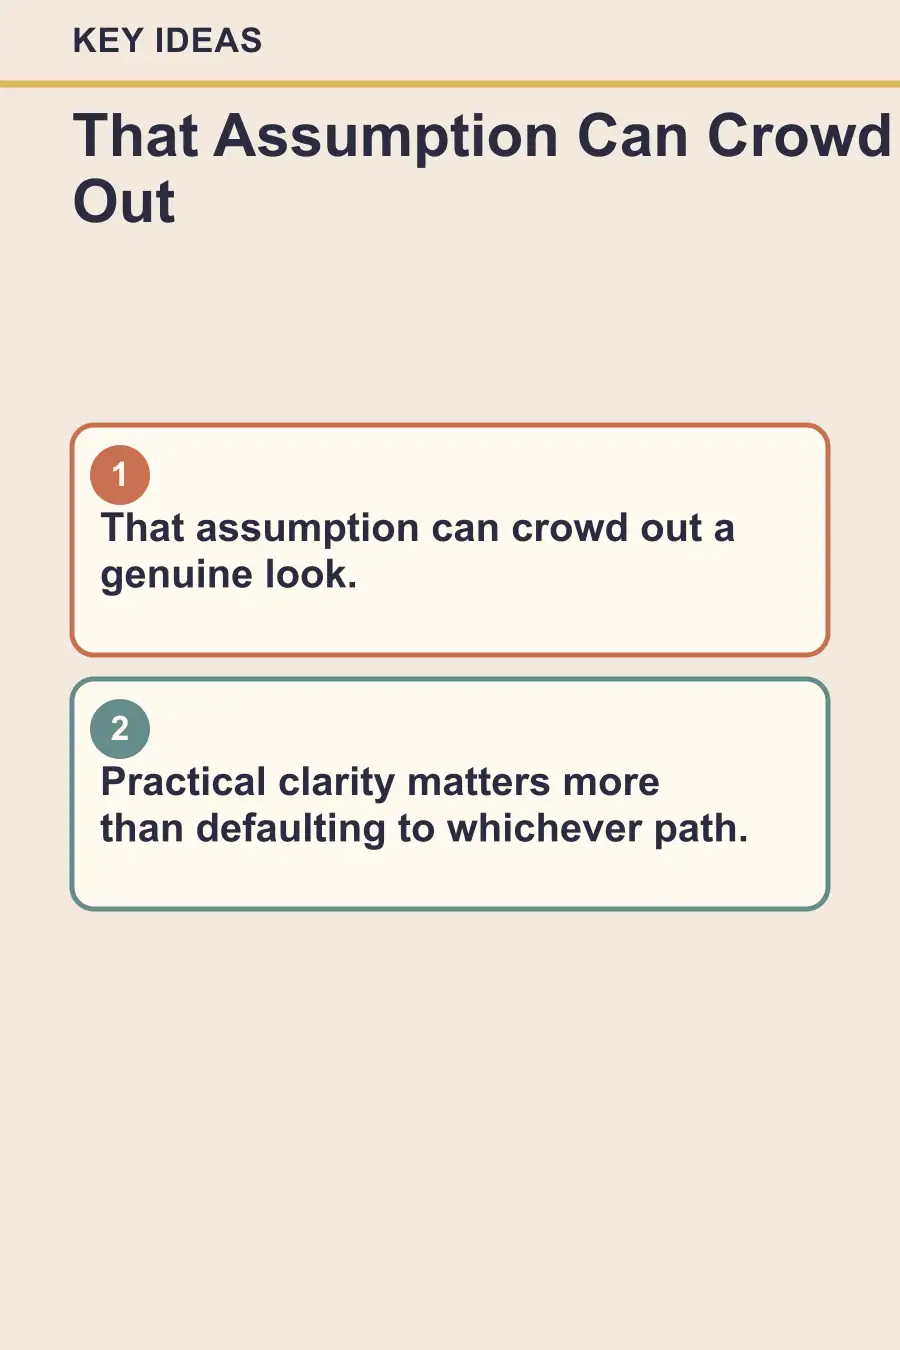 KEY IDEAS
That Assumption Can Crowd
Out
1
That assumption can crowd out a
genuine look.
2
Practical clarity matters more
than defaulting to whichever path.